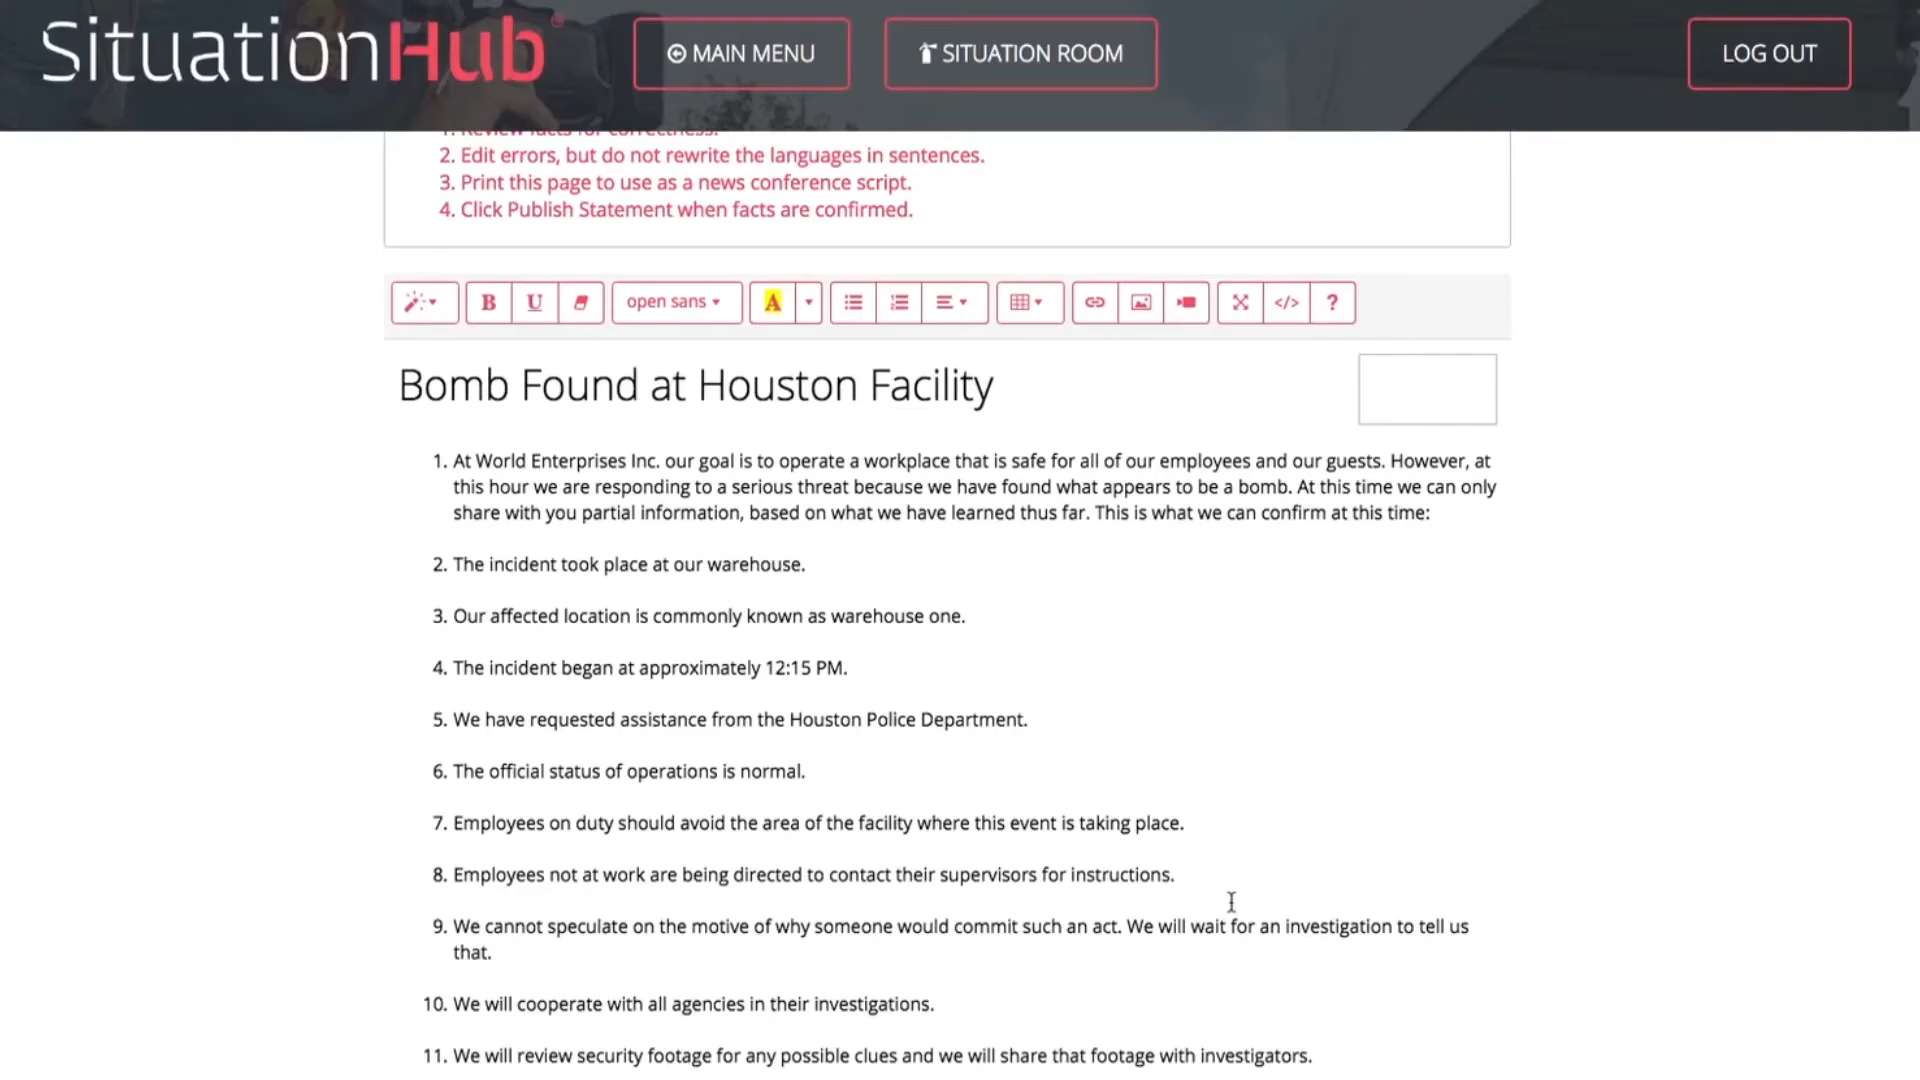 SituationHub®
MAIN MENU
SITUATION ROOM
LOG OUT
1. Review facts for correctness.
2. Edit errors, but do not rewrite the languages in sentences.
3. Print this page to use as a news conference script.
4. Click Publish Statement when facts are confirmed.
B U open sans A </> ?
Bomb Found at Houston Facility
1. At World Enterprises Inc. our goal is to operate a workplace that is safe for all of our employees and our guests. However, at
this hour we are responding to a serious threat because we have found what appears to be a bomb. At this time we can only
share with you partial information, based on what we have learned thus far. This is what we can confirm at this time:
2. The incident took place at our warehouse.
3. Our affected location is commonly known as warehouse one.
4. The incident began at approximately 12:15 PM.
5. We have requested assistance from the Houston Police Department.
6. The official status of operations is normal.
7. Employees on duty should avoid the area of the facility where this event is taking place.
8. Employees not at work are being directed to contact their supervisors for instructions.
9. We cannot speculate on the motive of why someone would commit such an act. We will wait for an investigation to tell us
that.
10. We will cooperate with all agencies in their investigations.
11. We will review security footage for any possible clues and we will share that footage with investigators.